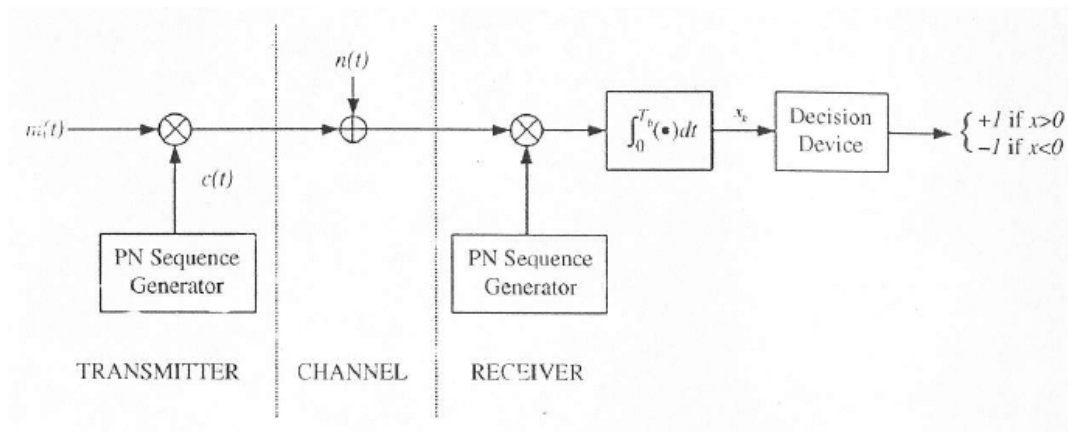 n(t)
m(t)
c(t)
PN Sequence
Generator
PN Sequence
Generator
∫₀^{T_b}(•)dt
x_k
Decision
Device
{ +1 if x>0
-1 if x<0
TRANSMITTER
CHANNEL
RECEIVER